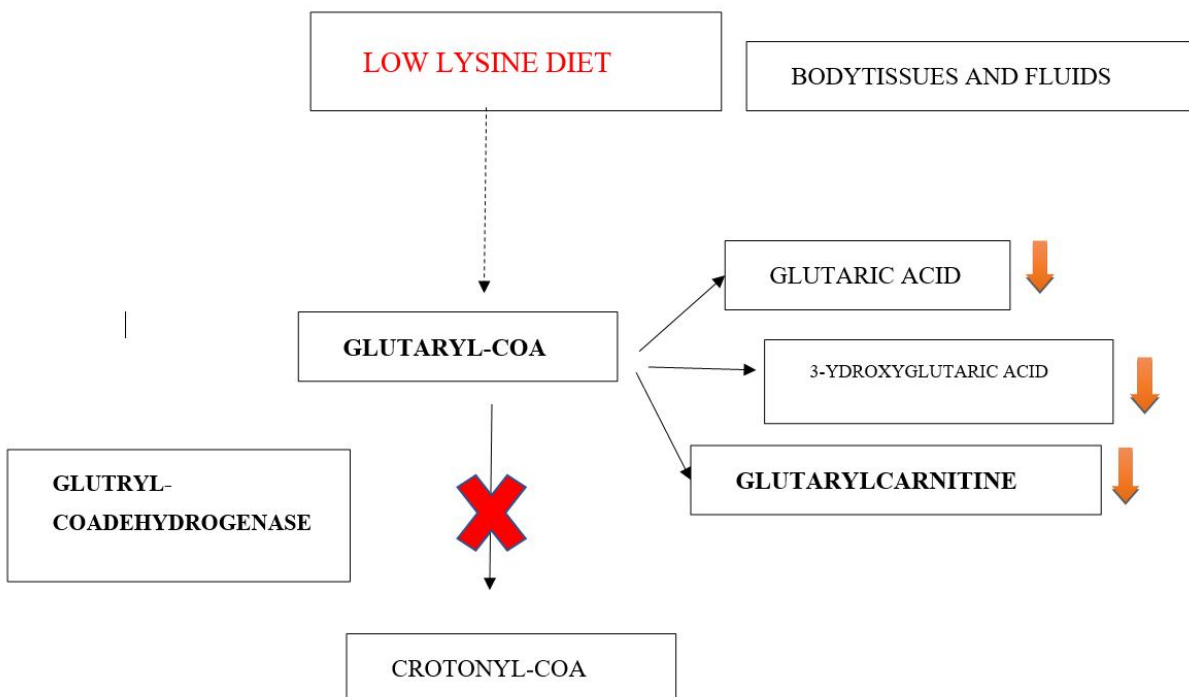 LOW LYSINE DIET
BODYTISSUES AND FLUIDS
GLUTARIC ACID
GLUTARYL-COA
3-YDROXYGLUTARIC ACID
GLUTARYLCARNITINE
GLUTRYL-
COADEHYDROGENASE
CROTONYL-COA